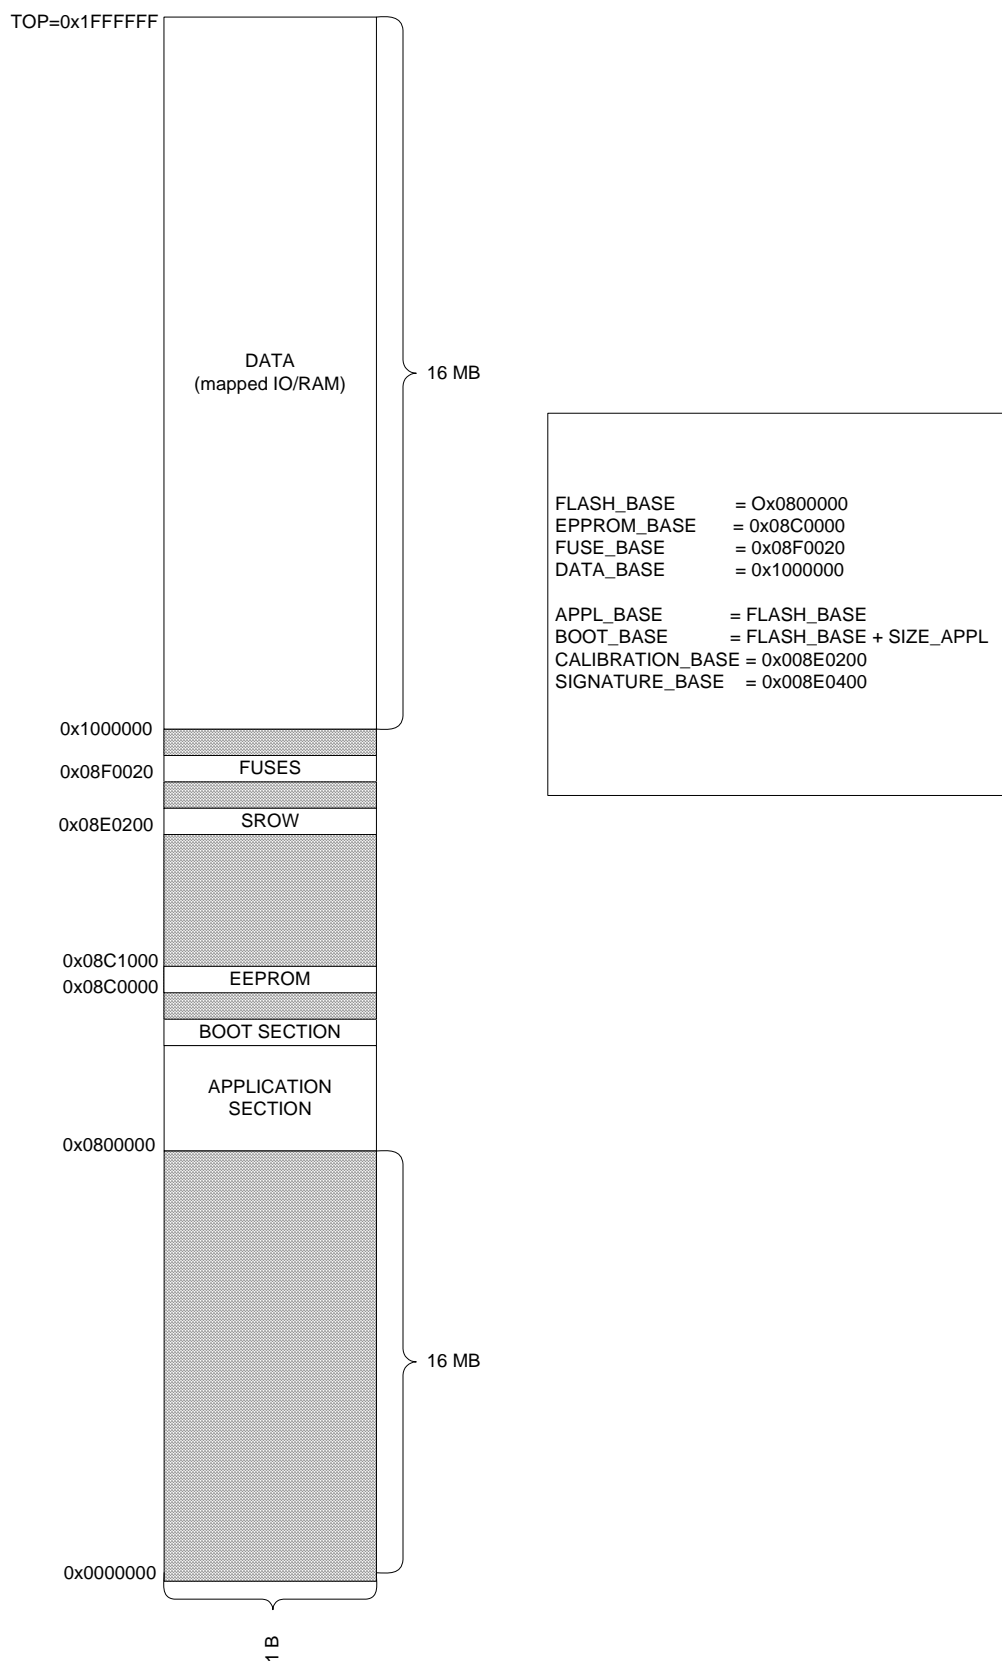 TOP=0x1FFFFFF
DATA
(mapped IO/RAM)
16 MB
FLASH_BASE = Ox0800000
EPPROM_BASE = 0x08C0000
FUSE_BASE = 0x08F0020
DATA_BASE = 0x1000000
APPL_BASE = FLASH_BASE
BOOT_BASE = FLASH_BASE + SIZE_APPL
CALIBRATION_BASE = 0x008E0200
SIGNATURE_BASE = 0x008E0400
0x1000000
FUSES
0x08F0020
SROW
0x08E0200
0x08C1000
EEPROM
0x08C0000
BOOT SECTION
APPLICATION
SECTION
0x0800000
16 MB
0x0000000
1 B